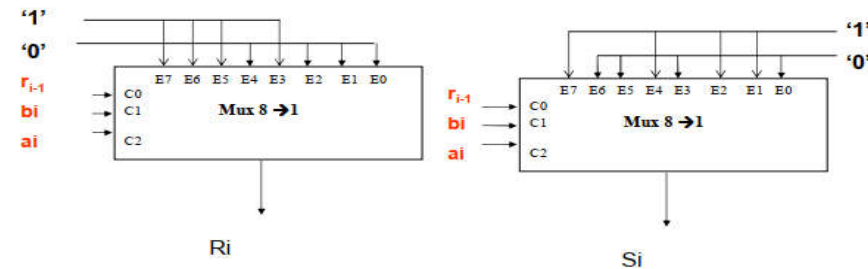 ‘1’
‘0’
r i-1
bi
ai
E7 E6 E5 E4 E3 E2 E1 E0
C0
C1
C2
Mux 8 →1
Ri
‘1’
‘0’
r i-1
bi
ai
E7 E6 E5 E4 E3 E2 E1 E0
C0
C1
C2
Mux 8 →1
Si